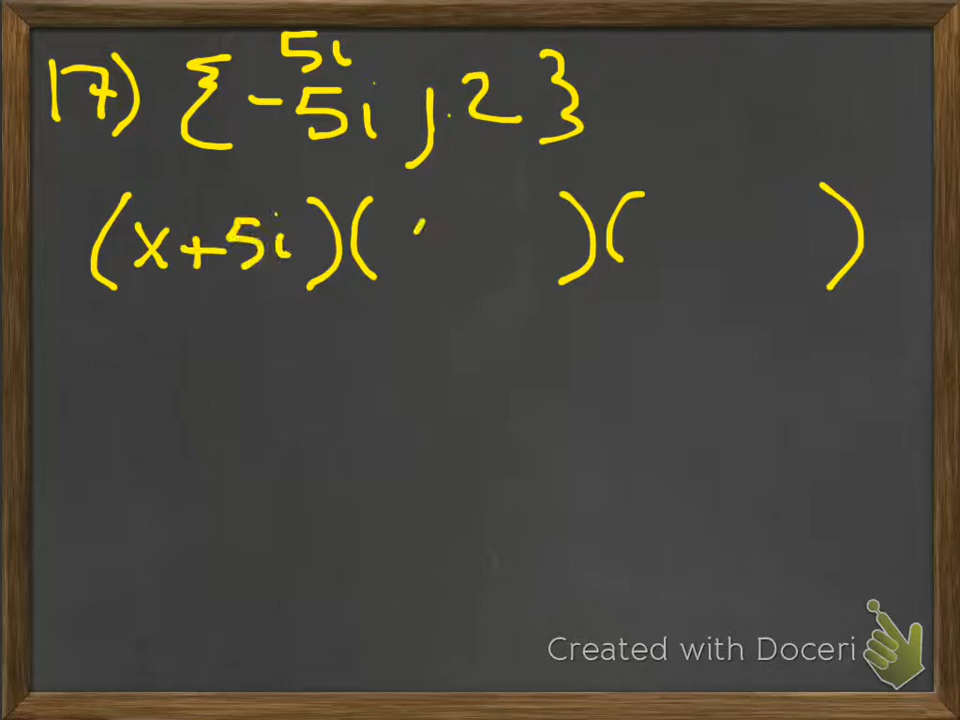 5i
17) { -5i ; 2 }
(x+5i)( )( )
Created with Doceri